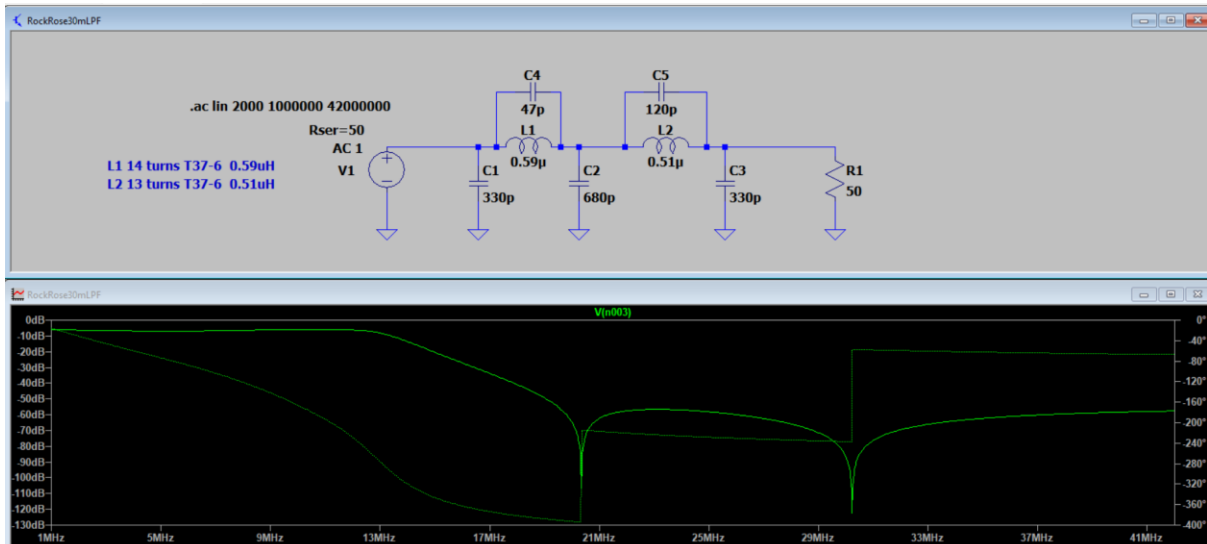 RockRose30mLPF
.ac lin 2000 1000000 42000000
Rser=50
AC 1
V1
L1 14 turns T37-6 0.59uH
L2 13 turns T37-6 0.51uH
C4
47p
L1
0.59µ
C5
120p
L2
0.51µ
C1
330p
C2
680p
C3
330p
R1
50
RockRose30mLPF
V(n003)
0dB
-10dB
-20dB
-30dB
-40dB
-50dB
-60dB
-70dB
-80dB
-90dB
-100dB
-110dB
-120dB
-130dB
0°
-40°
-80°
-120°
-160°
-200°
-240°
-280°
-320°
-360°
-400°
1MHz 5MHz 9MHz 13MHz 17MHz 21MHz 25MHz 29MHz 33MHz 37MHz 41MHz